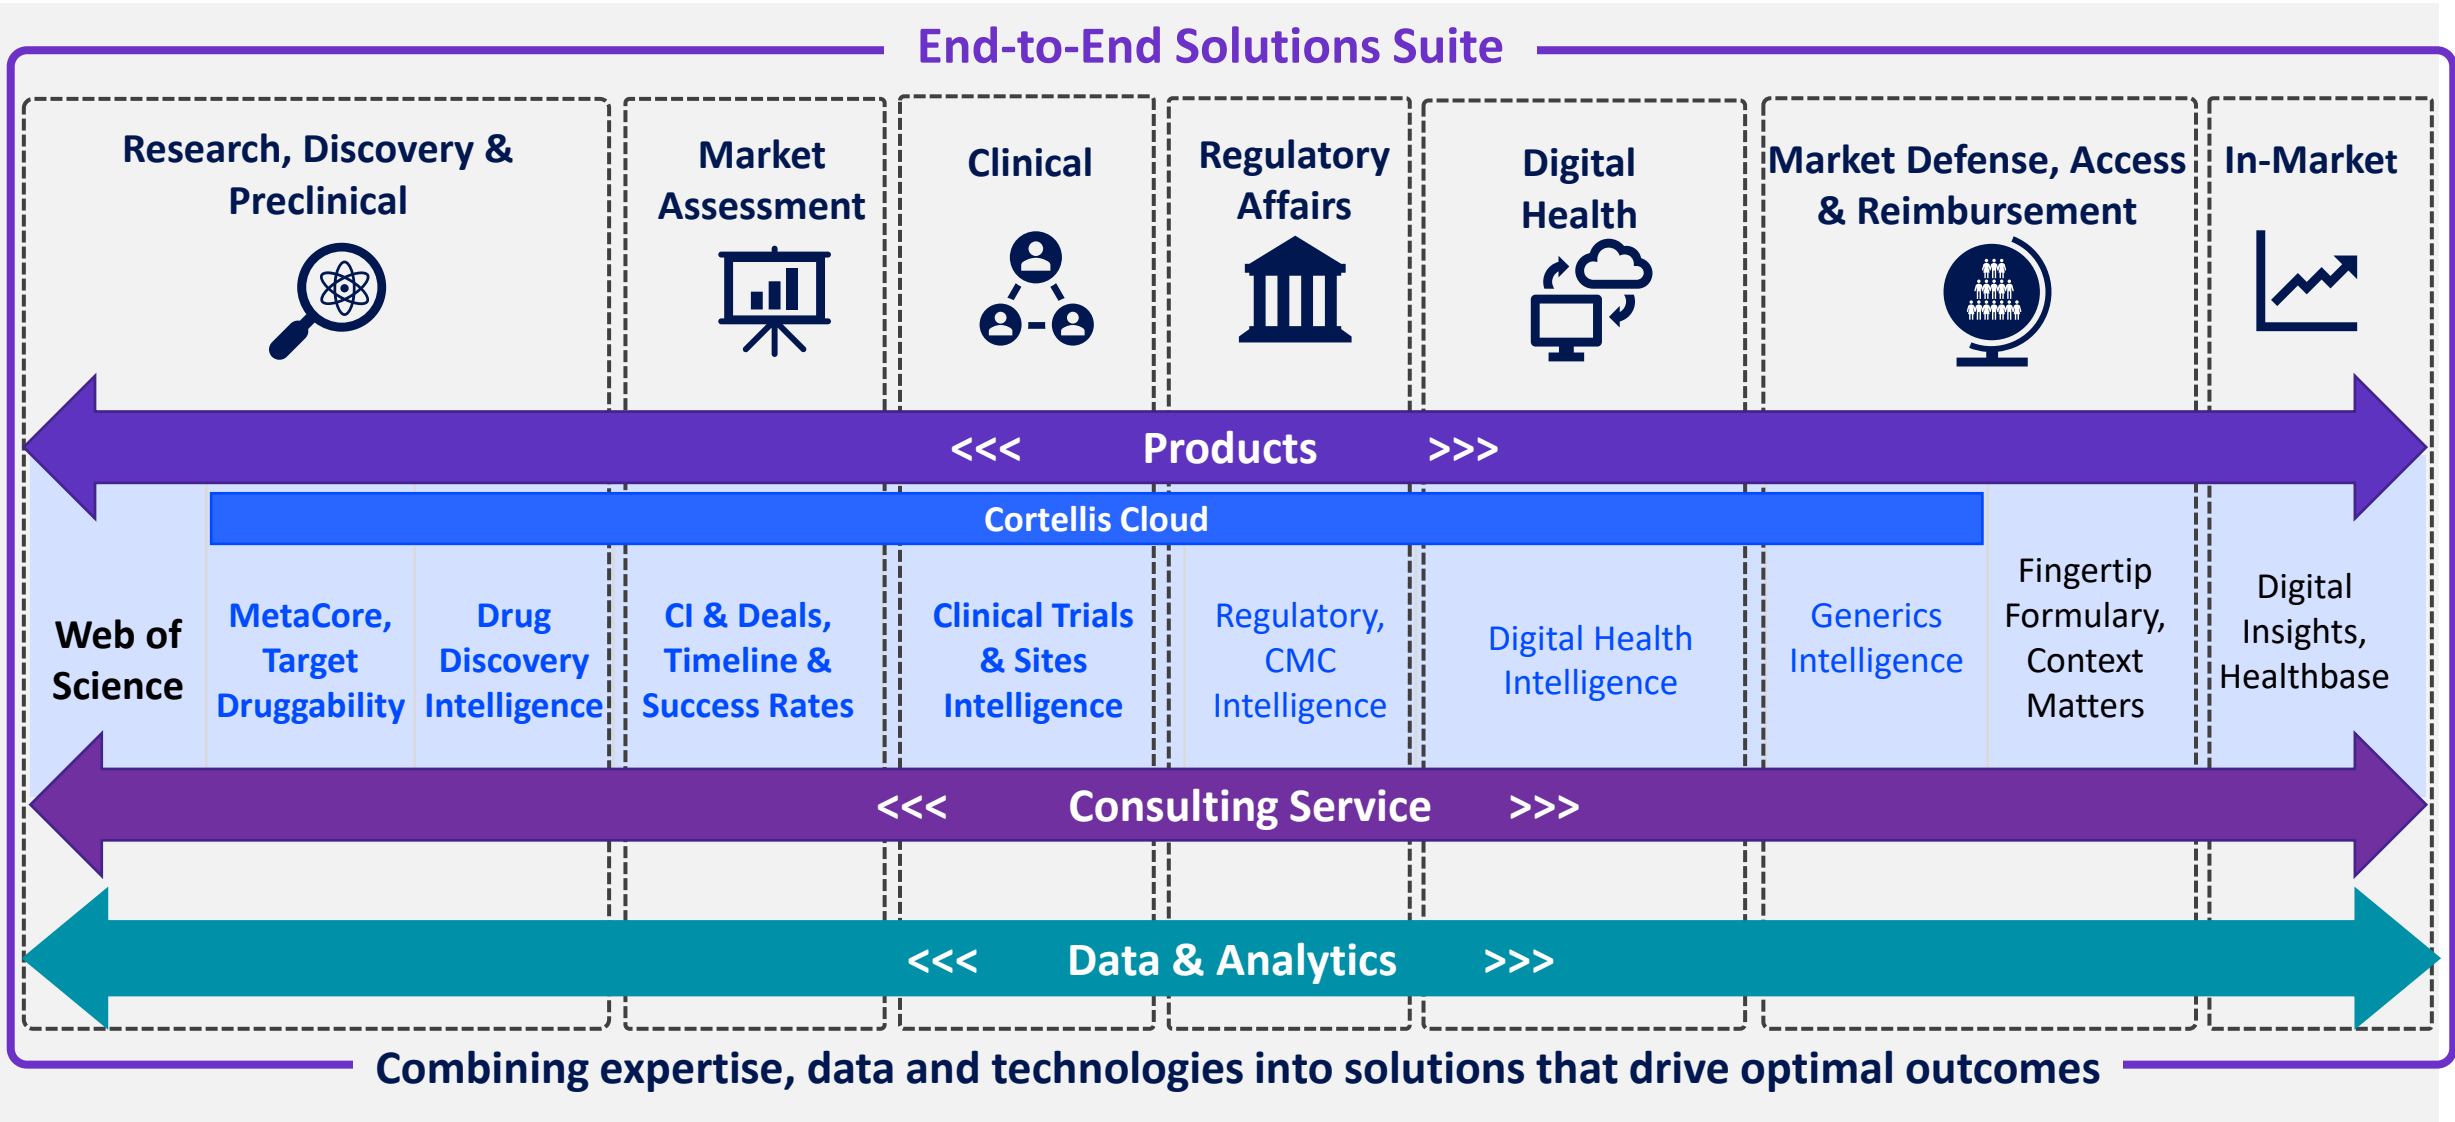 End-to-End Solutions Suite
Research, Discovery &
Preclinical
Market
Assessment
Clinical
Regulatory
Affairs
Digital
Health
Market Defense, Access
& Reimbursement
In-Market
<<< Products >>>
Cortellis Cloud
Web of
Science
MetaCore,
Target
Druggability
Drug
Discovery
Intelligence
CI & Deals,
Timeline &
Success Rates
Clinical Trials
& Sites
Intelligence
Regulatory,
CMC
Intelligence
Digital Health
Intelligence
Generics
Intelligence
Fingertip
Formulary,
Context
Matters
Digital
Insights,
Healthbase
<<< Consulting Service >>>
<<< Data & Analytics >>>
Combining expertise, data and technologies into solutions that drive optimal outcomes